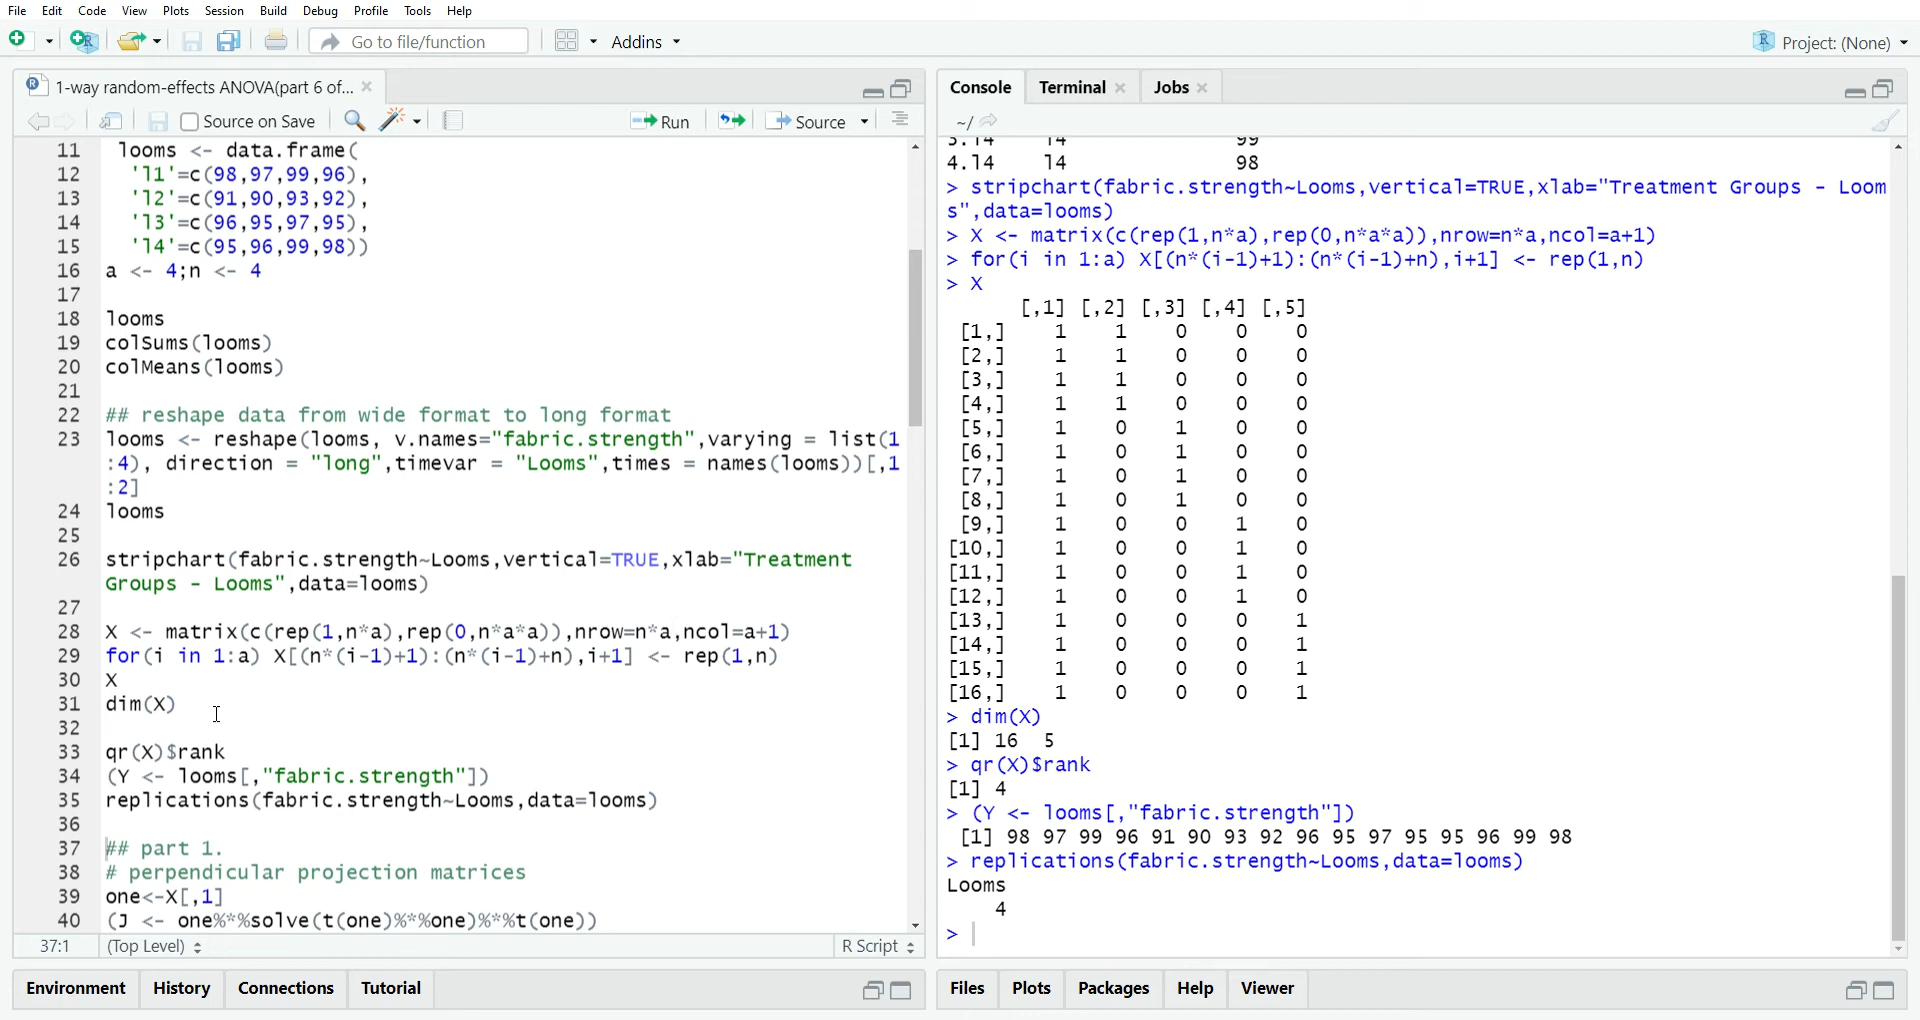 File Edit Code View Plots Session Build Debug Profile Tools Help
Go to file/function Addins Project: (None)
1-way random-effects ANOVA(part 6 of...
Source on Save Run Source
11 looms <- data.frame(
12 'l1'=c(98,97,99,96),
13 'l2'=c(91,90,93,92),
14 'l3'=c(96,95,97,95),
15 'l4'=c(95,96,99,98))
16 a <- 4;n <- 4
17
18 looms
19 colSums(looms)
20 colMeans(looms)
21
22 ## reshape data from wide format to long format
23 looms <- reshape(looms, v.names="fabric.strength",varying = list(1
:4), direction = "long",timevar = "Looms",times = names(looms))[,1
:2]
24 looms
25
26 stripchart(fabric.strength~Looms,vertical=TRUE,xlab="Treatment
Groups - Looms",data=looms)
27
28 X <- matrix(c(rep(1,n*a),rep(0,n*a*a)),nrow=n*a,ncol=a+1)
29 for(i in 1:a) X[(n*(i-1)+1):(n*(i-1)+n),i+1] <- rep(1,n)
30 X
31 dim(X)
32
33 qr(X)$rank
34 (Y <- looms[,"fabric.strength"])
35 replications(fabric.strength~Looms,data=looms)
36
37 ## part 1.
38 # perpendicular projection matrices
39 one<-X[,1]
40 (J <- one%*%solve(t(one)%*%one)%*%t(one))
37:1 (Top Level) R Script
Environment History Connections Tutorial
Console Terminal Jobs
~/
3.l4 l4 99
4.l4 l4 98
> stripchart(fabric.strength~Looms,vertical=TRUE,xlab="Treatment Groups - Loom
s",data=looms)
> X <- matrix(c(rep(1,n*a),rep(0,n*a*a)),nrow=n*a,ncol=a+1)
> for(i in 1:a) X[(n*(i-1)+1):(n*(i-1)+n),i+1] <- rep(1,n)
> X
[,1] [,2] [,3] [,4] [,5]
[1,] 1 1 0 0 0
[2,] 1 1 0 0 0
[3,] 1 1 0 0 0
[4,] 1 1 0 0 0
[5,] 1 0 1 0 0
[6,] 1 0 1 0 0
[7,] 1 0 1 0 0
[8,] 1 0 1 0 0
[9,] 1 0 0 1 0
[10,] 1 0 0 1 0
[11,] 1 0 0 1 0
[12,] 1 0 0 1 0
[13,] 1 0 0 0 1
[14,] 1 0 0 0 1
[15,] 1 0 0 0 1
[16,] 1 0 0 0 1
> dim(X)
[1] 16 5
> qr(X)$rank
[1] 4
> (Y <- looms[,"fabric.strength"])
[1] 98 97 99 96 91 90 93 92 96 95 97 95 95 96 99 98
> replications(fabric.strength~Looms,data=looms)
Looms
4
>
Files Plots Packages Help Viewer